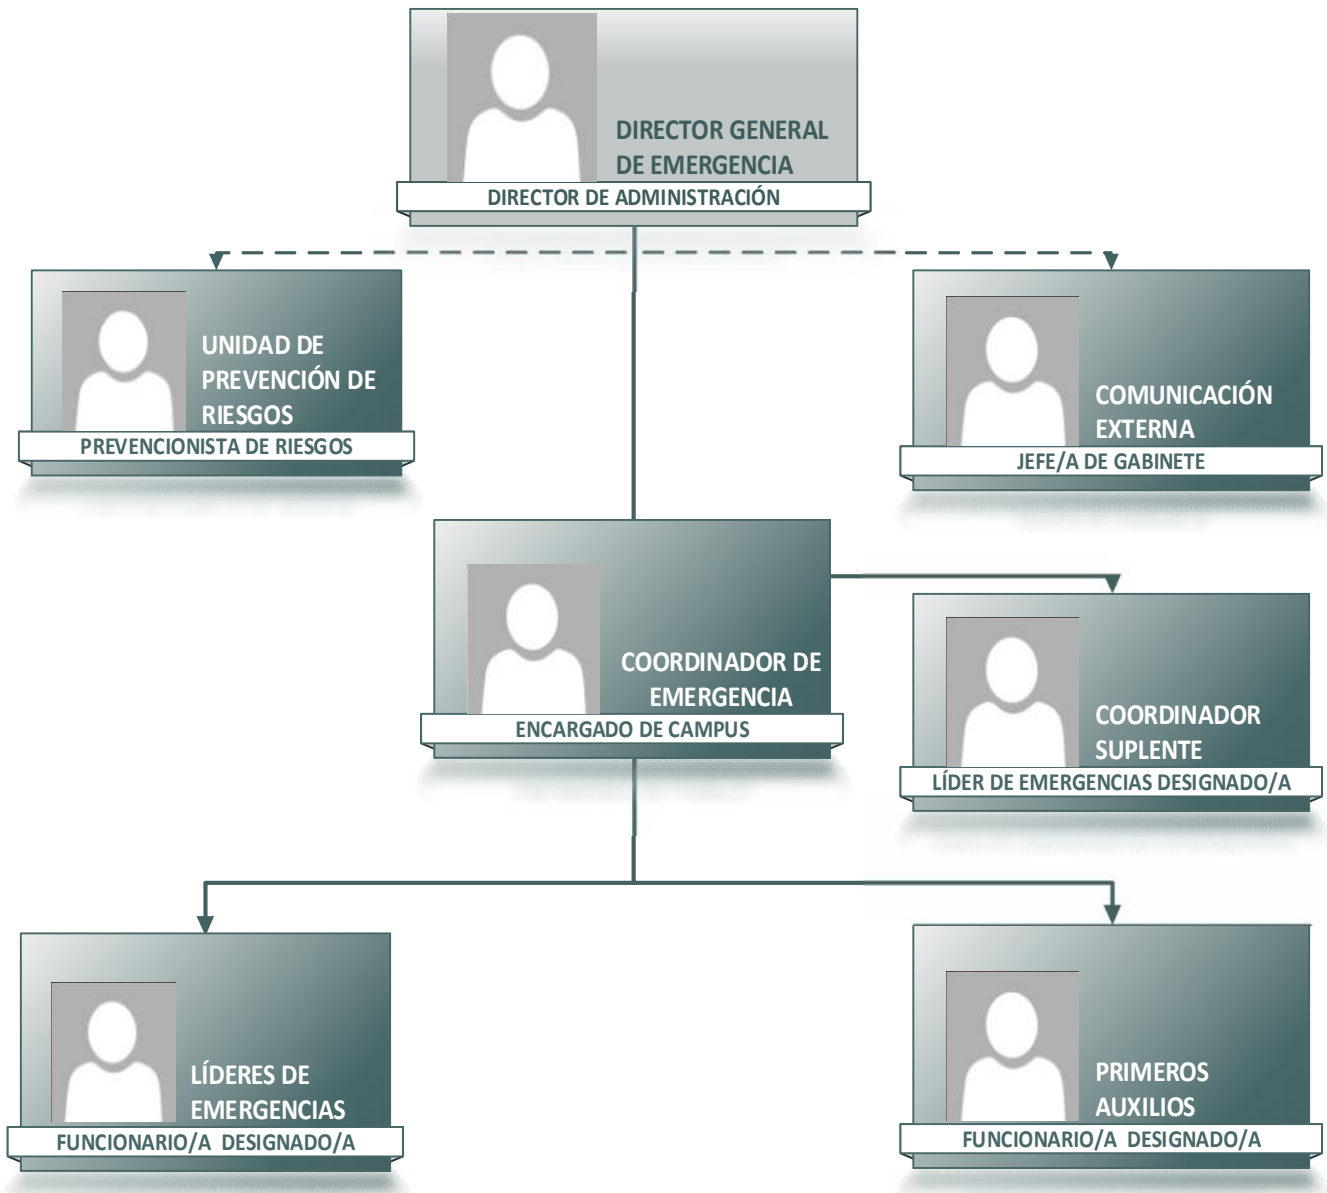 DIRECTOR GENERAL
DE EMERGENCIA
DIRECTOR DE ADMINISTRACIÓN
UNIDAD DE
PREVENCIÓN DE
RIESGOS
PREVENCIONISTA DE RIESGOS
COMUNICACIÓN
EXTERNA
JEFE/A DE GABINETE
COORDINADOR DE
EMERGENCIA
ENCARGADO DE CAMPUS
COORDINADOR
SUPLENTE
LÍDER DE EMERGENCIAS DESIGNADO/A
LÍDERES DE
EMERGENCIAS
FUNCIONARIO/A DESIGNADO/A
PRIMEROS
AUXILIOS
FUNCIONARIO/A DESIGNADO/A